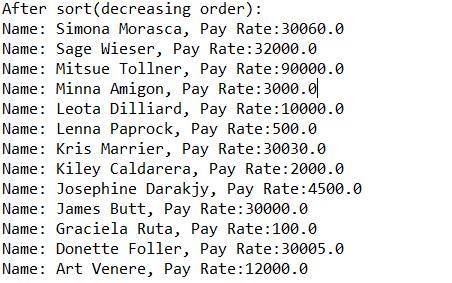 After sort(decreasing order):
Name: Simona Morasca, Pay Rate:30060.0
Name: Sage Wieser, Pay Rate:32000.0
Name: Mitsue Tollner, Pay Rate:90000.0
Name: Minna Amigon, Pay Rate:3000.0
Name: Leota Dilliard, Pay Rate:10000.0
Name: Lenna Paprock, Pay Rate:500.0
Name: Kris Marrier, Pay Rate:30030.0
Name: Kiley Caldarera, Pay Rate:2000.0
Name: Josephine Darakjy, Pay Rate:4500.0
Name: James Butt, Pay Rate:30000.0
Name: Graciela Ruta, Pay Rate:100.0
Name: Donette Foller, Pay Rate:30005.0
Name: Art Venere, Pay Rate:12000.0